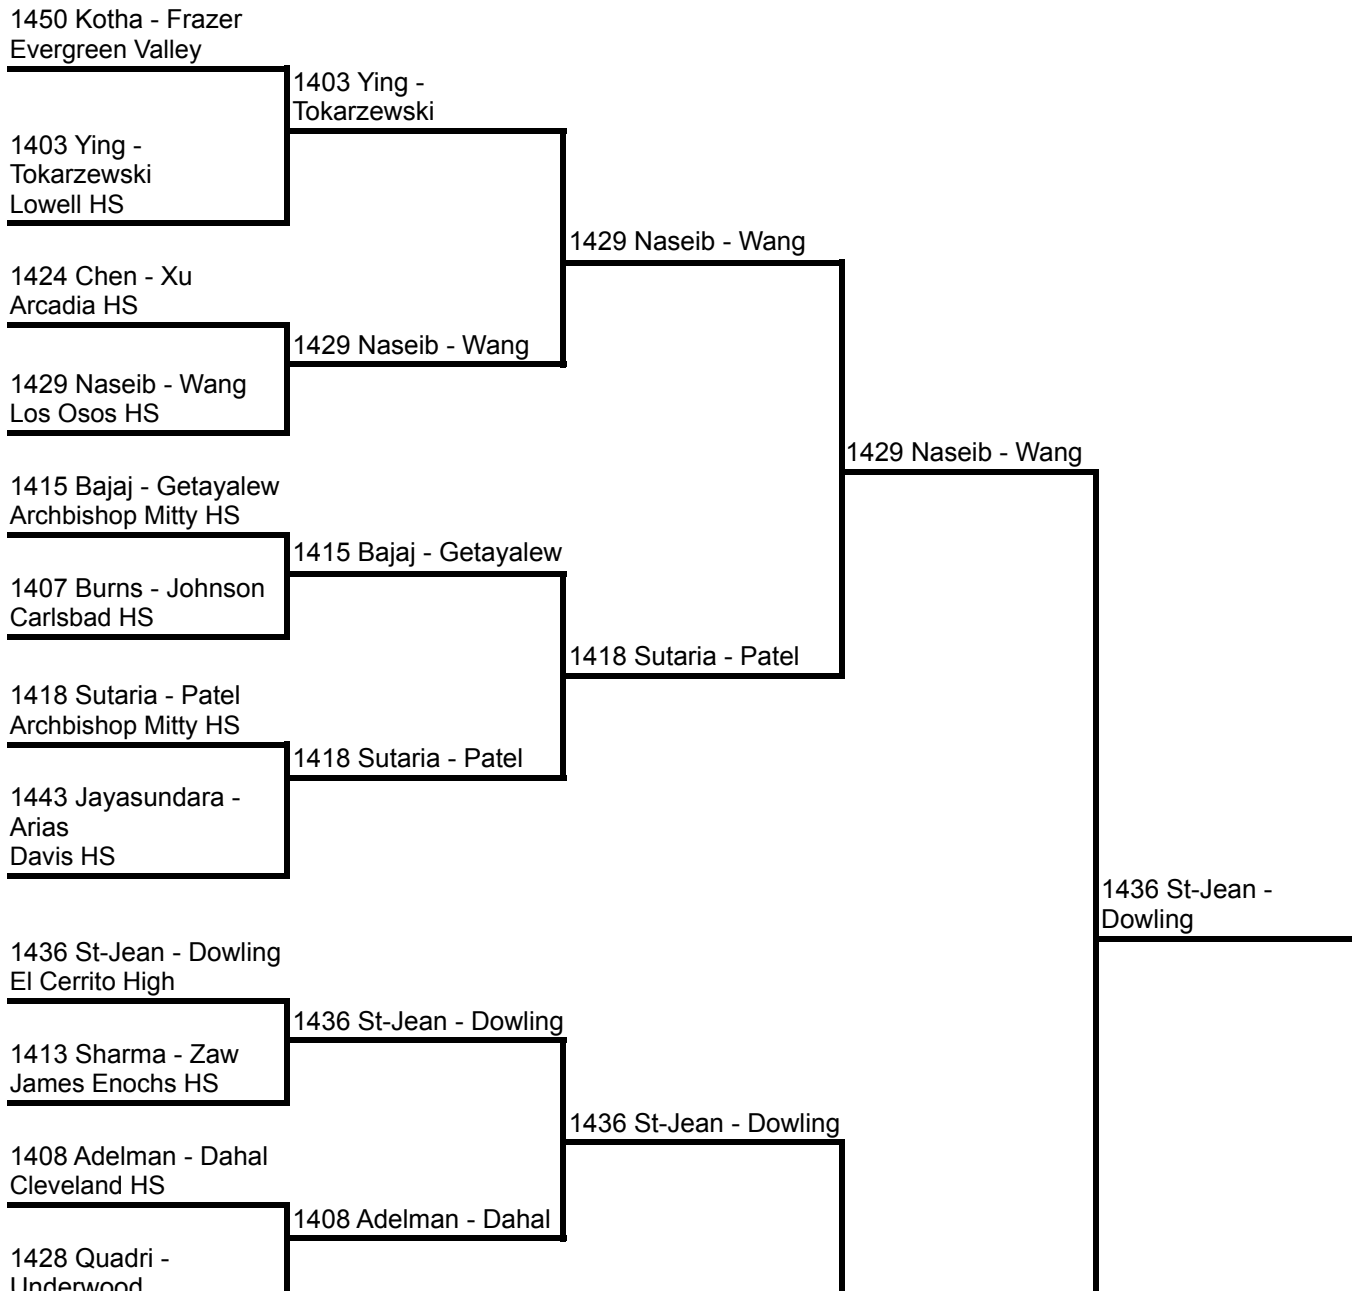 1450 Kotha - Frazer
Evergreen Valley
1403 Ying -
Tokarzewski
1403 Ying -
Tokarzewski
Lowell HS
1429 Naseib - Wang
1424 Chen - Xu
Arcadia HS
1429 Naseib - Wang
1429 Naseib - Wang
Los Osos HS
1429 Naseib - Wang
1415 Bajaj - Getayalew
Archbishop Mitty HS
1415 Bajaj - Getayalew
1407 Burns - Johnson
Carlsbad HS
1418 Sutaria - Patel
1418 Sutaria - Patel
Archbishop Mitty HS
1418 Sutaria - Patel
1443 Jayasundara -
Arias
Davis HS
1436 St-Jean -
Dowling
1436 St-Jean - Dowling
El Cerrito High
1436 St-Jean - Dowling
1413 Sharma - Zaw
James Enochs HS
1436 St-Jean - Dowling
1408 Adelman - Dahal
Cleveland HS
1408 Adelman - Dahal
1428 Quadri -
Underwood